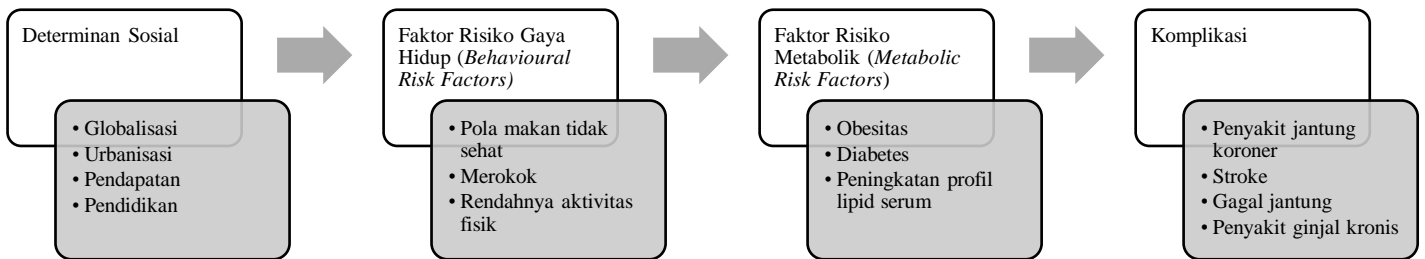 Determinan Sosial
• Globalisasi
• Urbanisasi
• Pendapatan
• Pendidikan
Faktor Risiko Gaya
Hidup (Behavioural
Risk Factors)
• Pola makan tidak
sehat
• Merokok
• Rendahnya aktivitas
fisik
Faktor Risiko
Metabolik (Metabolic
Risk Factors)
• Obesitas
• Diabetes
• Peningkatan profil
lipid serum
Komplikasi
• Penyakit jantung
koroner
• Stroke
• Gagal jantung
• Penyakit ginjal kronis